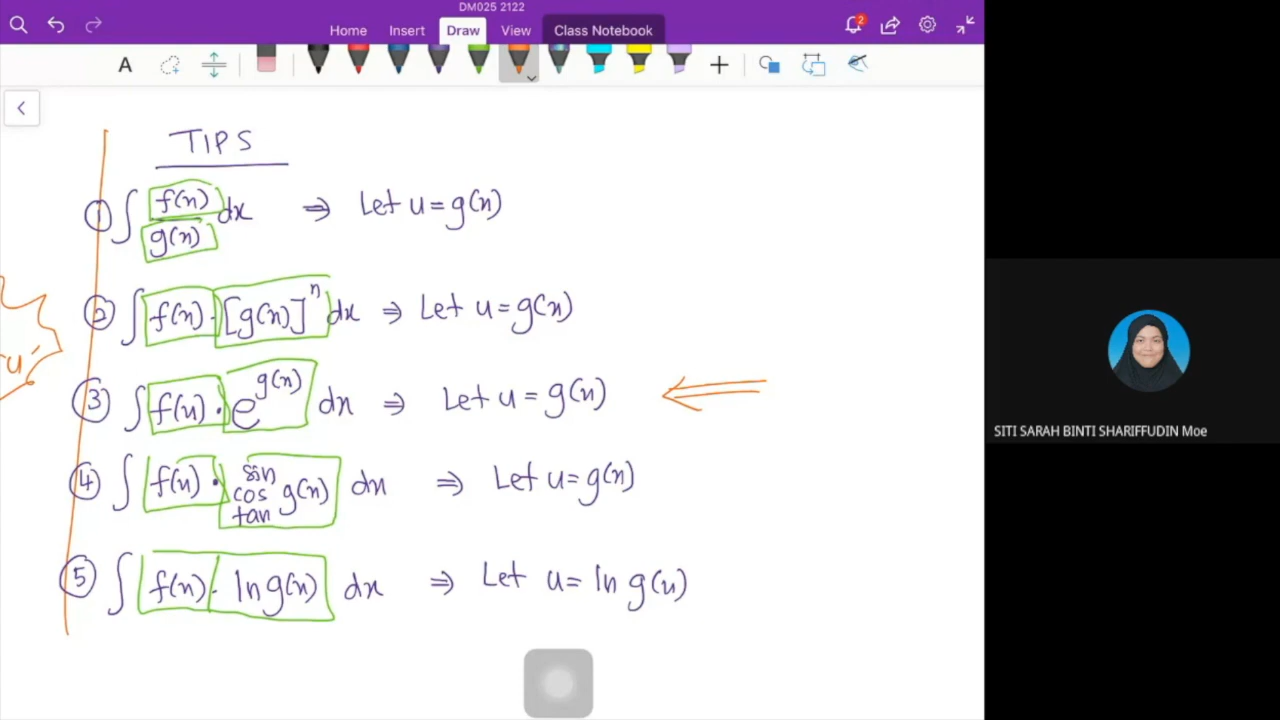 DM025 2122
Home Insert Draw View Class Notebook
2
A
TIPS
① ∫ f(x)/g(x) dx ⇒ Let u = g(x)
② ∫ f(x) · [g(x)]ⁿ dx ⇒ Let u = g(x)
u'
③ ∫ f(x) · e^g(x) dx ⇒ Let u = g(x)
④ ∫ f(x) · sin cos tan g(x) dx ⇒ Let u = g(x)
⑤ ∫ f(x) · ln g(x) dx ⇒ Let u = ln g(x)
SITI SARAH BINTI SHARIFFUDIN Moe